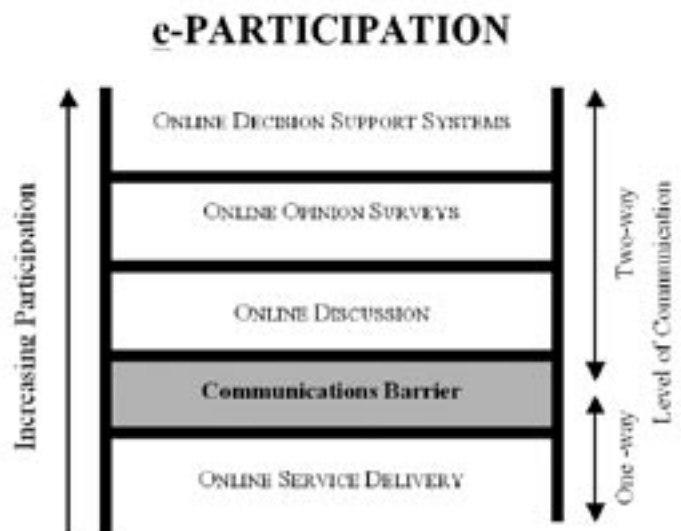 e-PARTICIPATION
ONLINE DECISION SUPPORT SYSTEMS
ONLINE OPINION SURVEYS
ONLINE DISCUSSION
Communications Barrier
ONLINE SERVICE DELIVERY
Increasing Participation
Two-way
One -way
Level of Communication